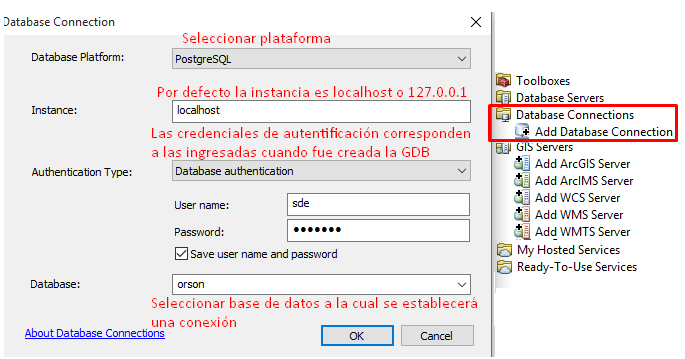 Database Connection
Seleccionar plataforma
Database Platform:
PostgreSQL
Por defecto la instancia es localhost o 127.0.0.1
Instance:
localhost
Las credenciales de autentificación corresponden
a las ingresadas cuando fue creada la GDB
Authentication Type:
Database authentication
User name:
sde
Password:
•••••••
Save user name and password
Database:
orson
Seleccionar base de datos a la cual se establecerá
una conexión
About Database Connections
OK
Cancel
Toolboxes
Database Servers
Database Connections
Add Database Connection
GIS Servers
Add ArcGIS Server
Add ArcIMS Server
Add WCS Server
Add WMS Server
Add WMTS Server
My Hosted Services
Ready-To-Use Services